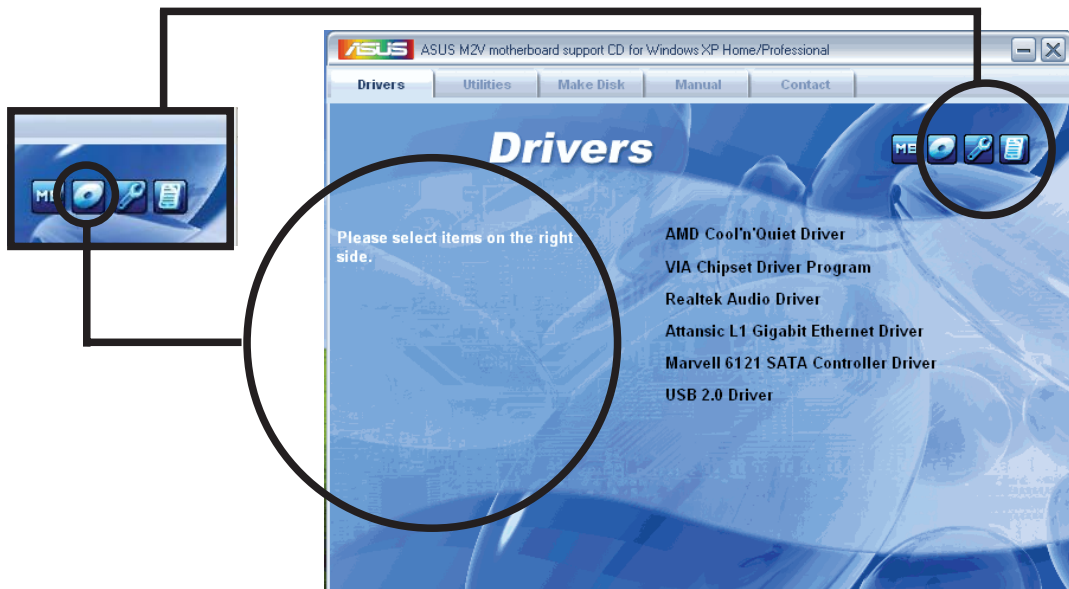 ASUS ASUS M2V motherboard support CD for Windows XP Home/Professional
Drivers Utilities Make Disk Manual Contact
Drivers
Please select items on the right
side.
AMD Cool'n'Quiet Driver
VIA Chipset Driver Program
Realtek Audio Driver
Attansic L1 Gigabit Ethernet Driver
Marvell 6121 SATA Controller Driver
USB 2.0 Driver